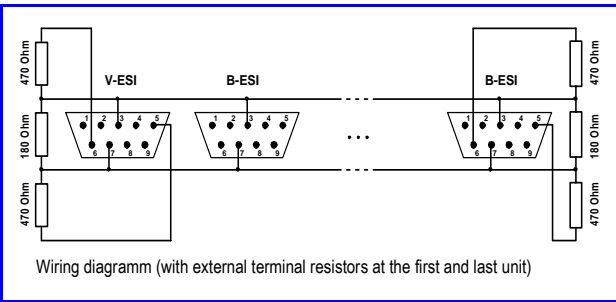 470 Ohm
180 Ohm
470 Ohm
V-ESI
B-ESI
B-ESI
1 2 3 4 5
6 7 8 9
1 2 3 4 5
6 7 8 9
...
1 2 3 4 5
6 7 8 9
470 Ohm
180 Ohm
470 Ohm
Wiring diagramm (with external terminal resistors at the first and last unit)